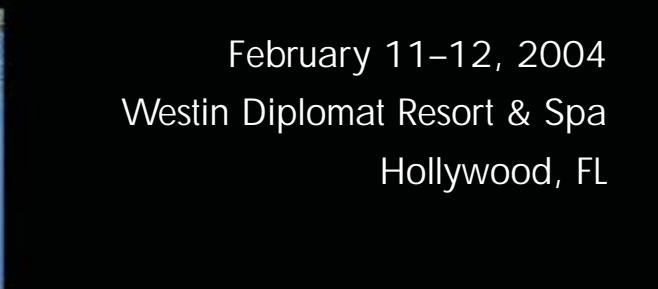 February 11–12, 2004
Westin Diplomat Resort & Spa
Hollywood, FL